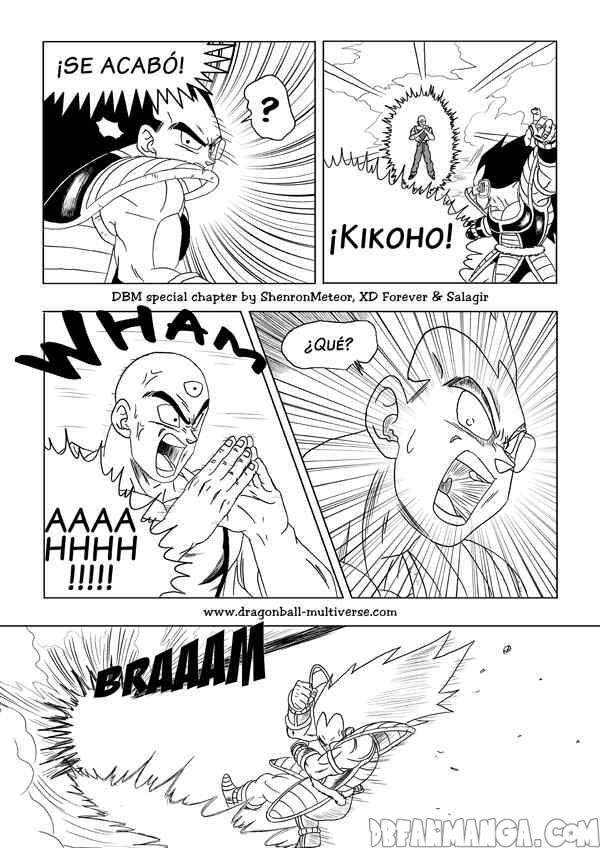 ¡SE ACABÓ!
?
¡KIKOHO!
DBM special chapter by ShenronMeteor, XD Forever & Salagir
WHAM
¿QUÉ?
AAAA
HHHH
!!!!!
www.dragonball-multiverse.com
BRAAAM
DBFANMANGA.COM